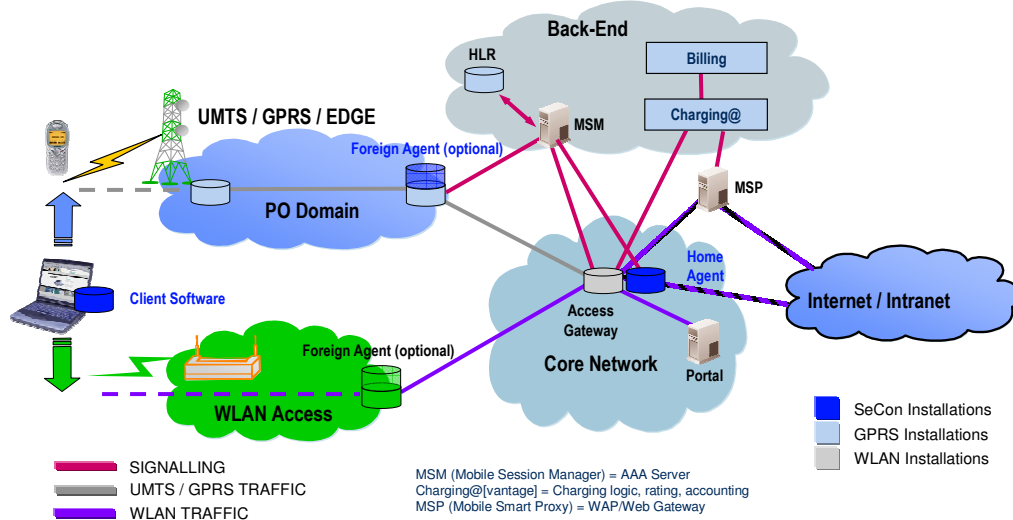 Back-End
HLR
Billing
MSM
Charging@
UMTS / GPRS / EDGE
Foreign Agent (optional)
MSP
PO Domain
Home
Agent
Client Software
Internet / Intranet
Access
Gateway
Foreign Agent (optional)
Core Network
Portal
WLAN Access
SeCon Installations
GPRS Installations
WLAN Installations
SIGNALLING
UMTS / GPRS TRAFFIC
WLAN TRAFFIC
MSM (Mobile Session Manager) = AAA Server
Charging@[vantage] = Charging logic, rating, accounting
MSP (Mobile Smart Proxy) = WAP/Web Gateway